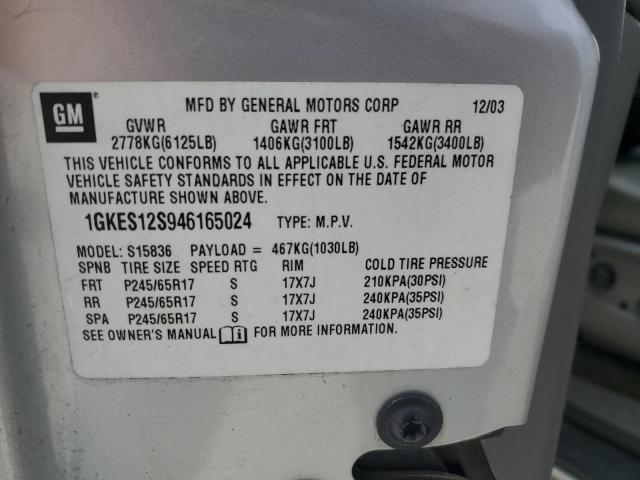 GM
MFD BY GENERAL MOTORS CORP 12/03
GVWR GAWR FRT GAWR RR
2778KG(6125LB) 1406KG(3100LB) 1542KG(3400LB)
THIS VEHICLE CONFORMS TO ALL APPLICABLE U.S. FEDERAL MOTOR
VEHICLE SAFETY STANDARDS IN EFFECT ON THE DATE OF
MANUFACTURE SHOWN ABOVE.
1GKES12S946165024 TYPE: M.P.V.
MODEL: S15836 PAYLOAD = 467KG(1030LB)
SPNB TIRE SIZE SPEED RTG RIM COLD TIRE PRESSURE
FRT P245/65R17 S 17X7J 210KPA(30PSI)
RR P245/65R17 S 17X7J 240KPA(35PSI)
SPA P245/65R17 S 17X7J 240KPA(35PSI)
SEE OWNER'S MANUAL FOR MORE INFORMATION.